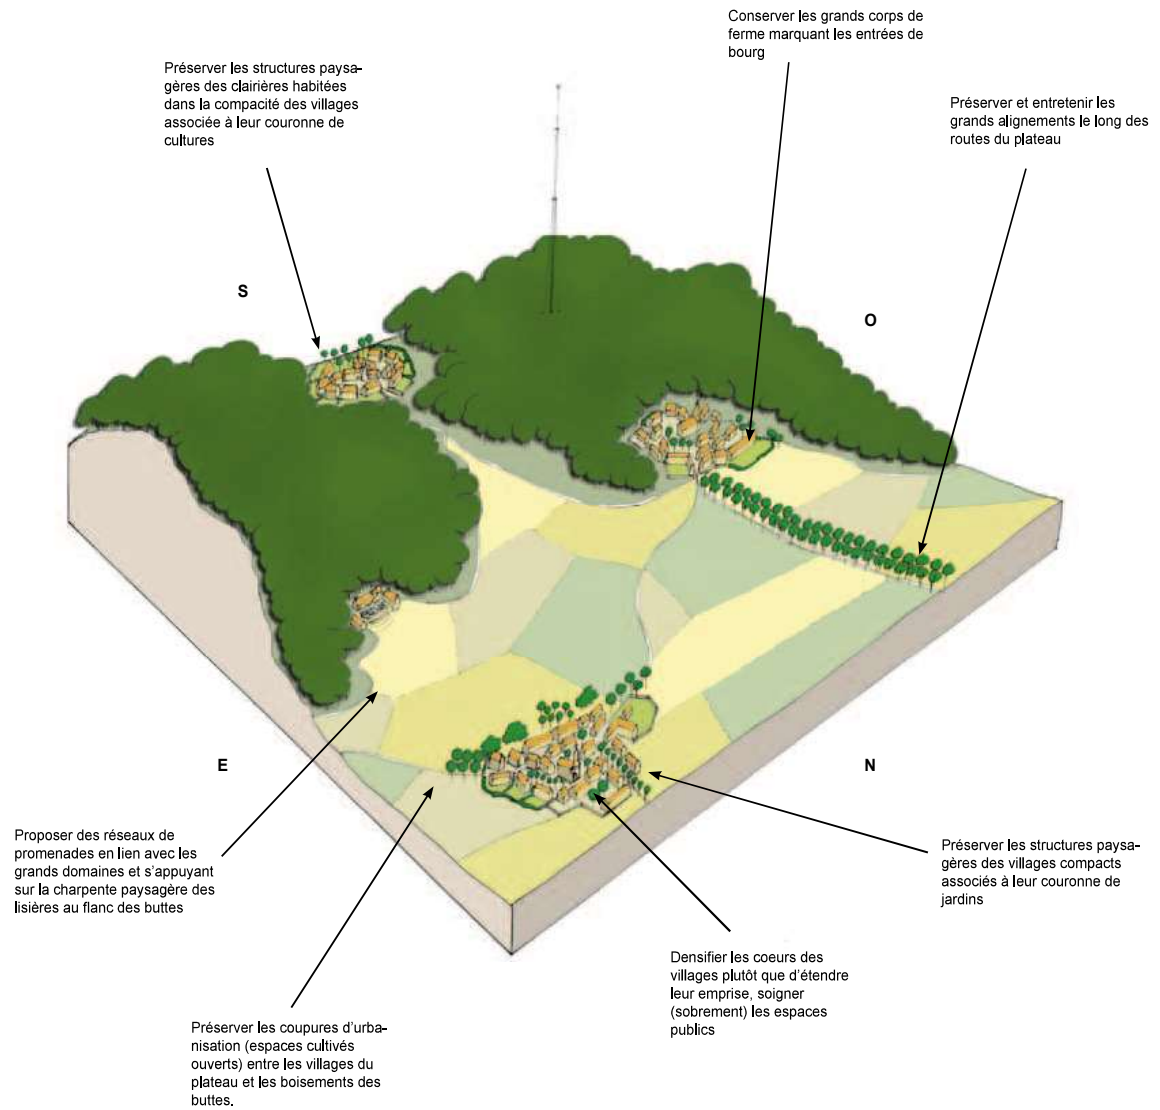 Conserver les grands corps de
ferme marquant les entrées de
bourg
Préserver les structures paysa-
gères des clairières habitées
dans la compacité des villages
associée à leur couronne de
cultures
Préserver et entretenir les
grands alignements le long des
routes du plateau
S
O
E
N
Proposer des réseaux de
promenades en lien avec les
grands domaines et s'appuyant
sur la charpente paysagère des
lisières au flanc des buttes
Préserver les structures paysa-
gères des villages compacts
associés à leur couronne de
jardins
Densifier les coeurs des
villages plutôt que d'étendre
leur emprise, soigner
(sobrement) les espaces
publics
Préserver les coupures d'urba-
nisation (espaces cultivés
ouverts) entre les villages du
plateau et les boisements des
buttes.